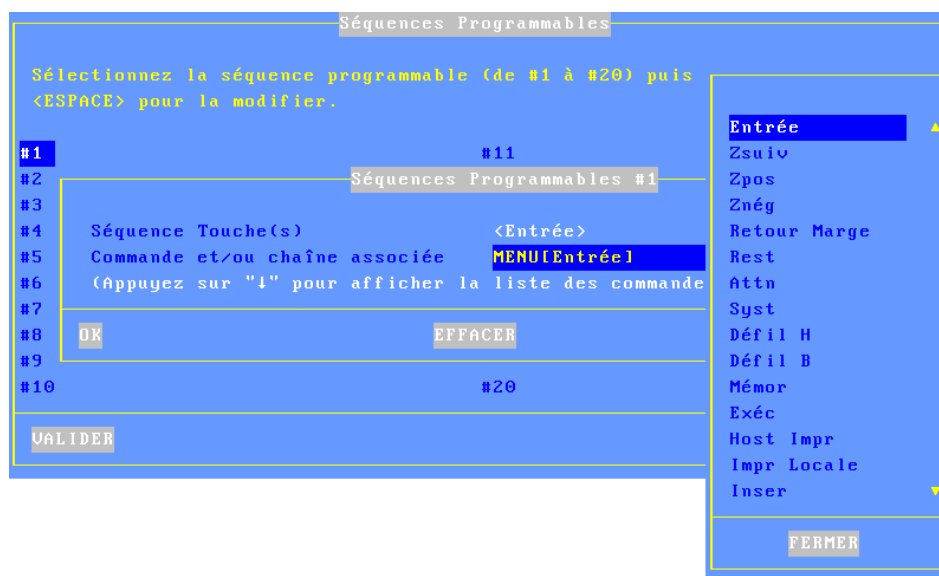 Séquences Programmables
Sélectionnez la séquence programmable (de #1 à #20) puis
<ESPACE> pour la modifier.
#1 #11
#2
#3
#4
#5
#6
#7
#8
#9
#10 #20
VALIDER
Séquences Programmables #1
Séquence Touche(s) <Entrée>
Commande et/ou chaîne associée MENU[Entrée]
(Appuyez sur "↓" pour afficher la liste des commande
OK EFFACER
Entrée
Zsuiv
Zpos
Znég
Retour Marge
Rest
Attn
Syst
Défil H
Défil B
Mémor
Exéc
Host Impr
Impr Locale
Inser
FERMER